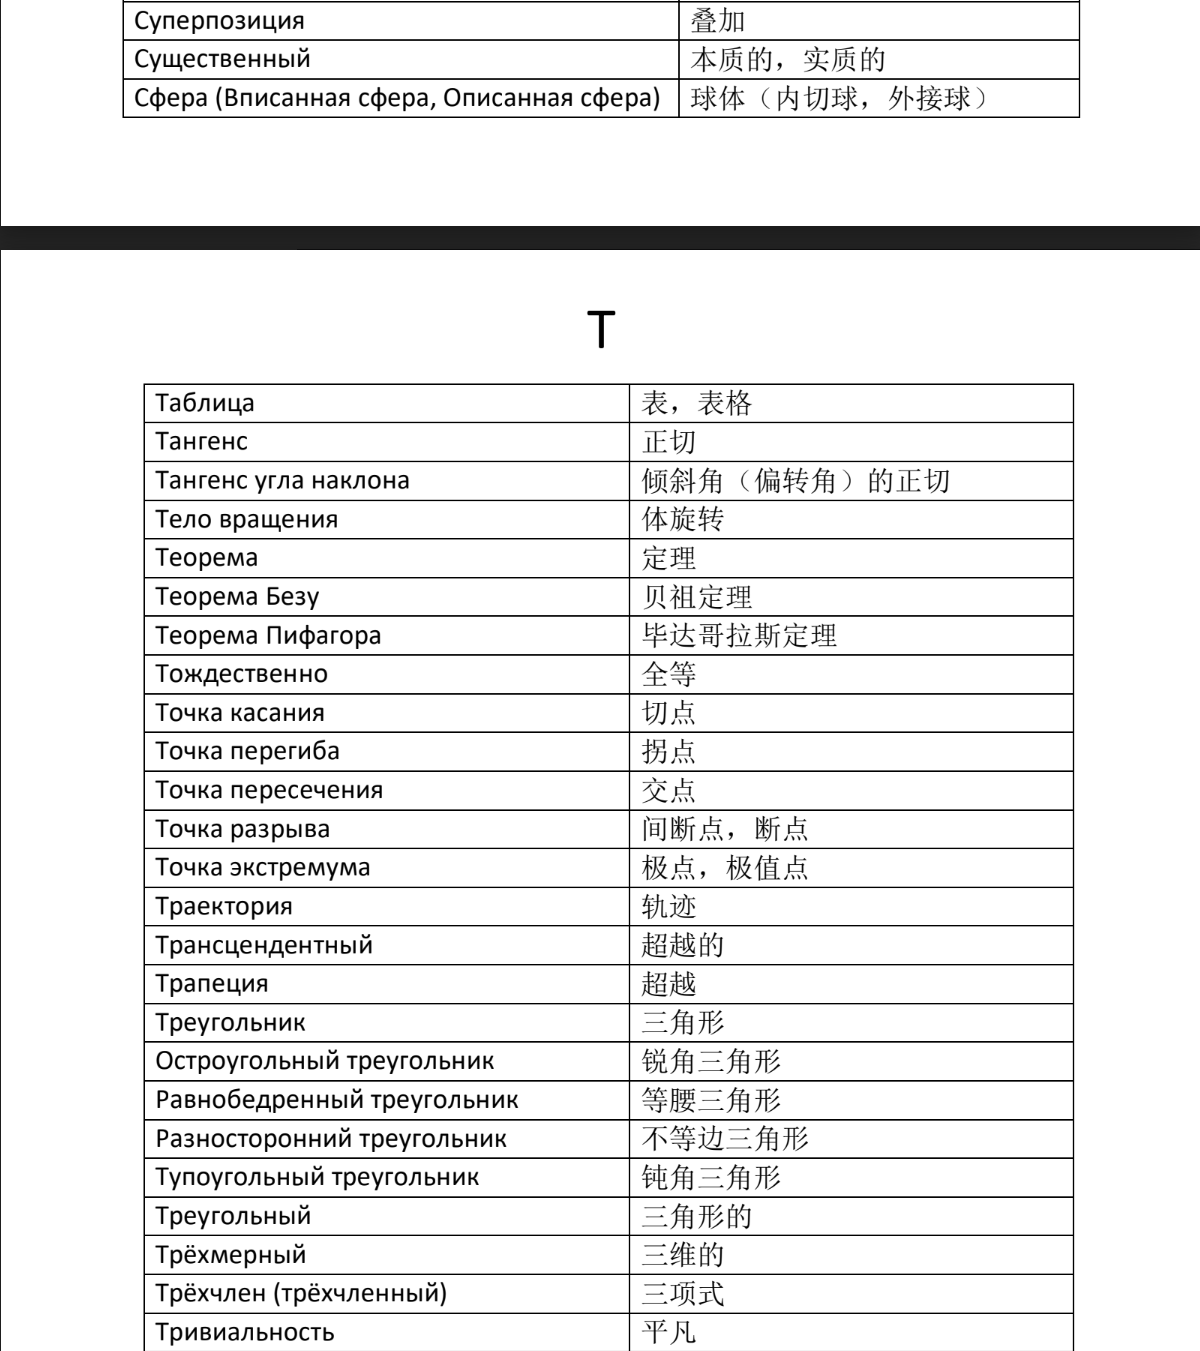 Суперпозиция 叠加
Существенный 本质的，实质的
Сфера (Вписанная сфера, Описанная сфера) 球体（内切球，外接球）
Т
Таблица 表，表格
Тангенс 正切
Тангенс угла наклона 倾斜角（偏转角）的正切
Тело вращения 体旋转
Теорема 定理
Теорема Безу 贝祖定理
Теорема Пифагора 毕达哥拉斯定理
Тождественно 全等
Точка касания 切点
Точка перегиба 拐点
Точка пересечения 交点
Точка разрыва 间断点，断点
Точка экстремума 极点，极值点
Траектория 轨迹
Трансцендентный 超越的
Трапеция 超越
Треугольник 三角形
Остроугольный треугольник 锐角三角形
Равнобедренный треугольник 等腰三角形
Разносторонний треугольник 不等边三角形
Тупоугольный треугольник 钝角三角形
Треугольный 三角形的
Трёхмерный 三维的
Трёхчлен (трёхчленный) 三项式
Тривиальность 平凡